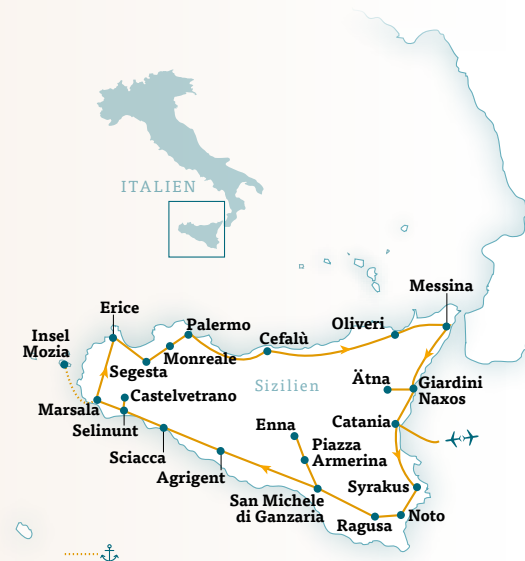 ITALIEN
Messina
Erice
Palermo
Oliveri
Cefalù
Insel
Mozia
Monreale
Segesta
Sizilien
Ätna
Giardini
Naxos
Castelvetrano
Marsala
Catania
Enna
Selinunt
Piazza
Armerina
Sciacca
Agrigent
Syrakus
San Michele
di Ganzaria
Noto
Ragusa